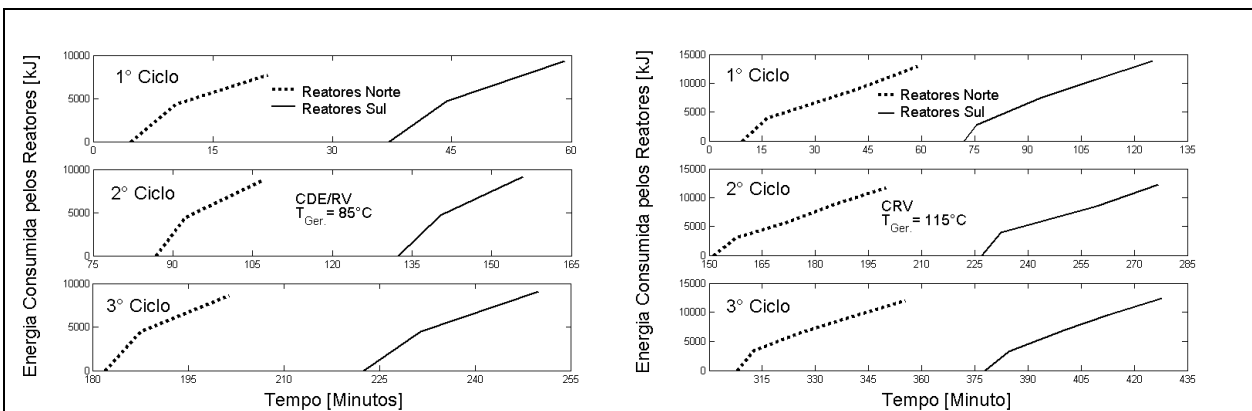 Energia Consumida pelos Reatores [kJ]
10000
5000
0
1° Ciclo
Reatores Norte
Reatores Sul
0 15 30 45 60
10000
5000
0
2° Ciclo
CDE/RV
T Ger. = 85°C
75 90 105 120 135 150 165
10000
5000
0
3° Ciclo
180 195 210 225 240 255
Tempo [Minutos]
Energia Consumida pelos Reatores [kJ]
15000
10000
5000
0
1° Ciclo
Reatores Norte
Reatores Sul
0 15 30 45 60 75 90 105 120 135
15000
10000
5000
0
2° Ciclo
CRV
T Ger. = 115°C
150 165 180 195 210 225 240 255 270 285
15000
10000
5000
0
3° Ciclo
315 330 345 360 375 390 405 420 435
Tempo [Minuto]